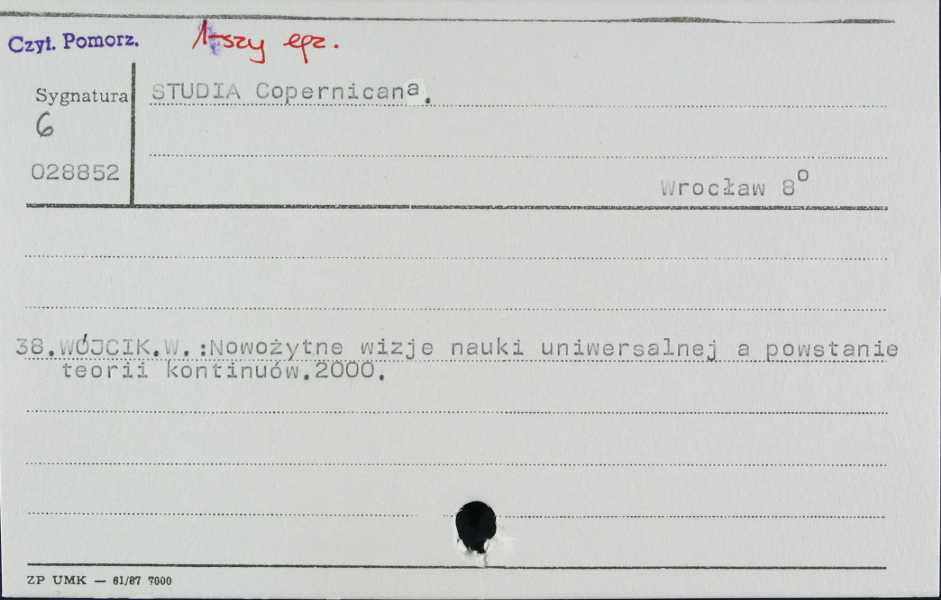 Czyt. Pomorz. 1-szy egz.
Sygnatura STUDIA Copernicana.
6
028852
Wrocław 8°
38.WÓJCIK.W.:Nowożytne wizje nauki uniwersalnej a powstanie
teorii kontinuów.2000.
ZP UMK — 61/87 7000